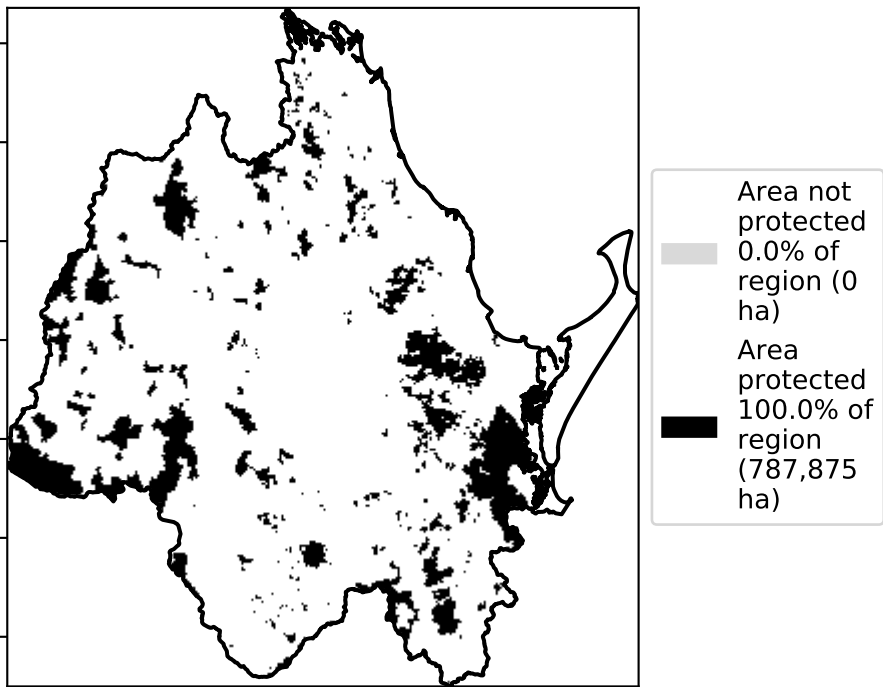 Area not
protected
0.0% of
region (0
ha)
Area
protected
100.0% of
region
(787,875
ha)